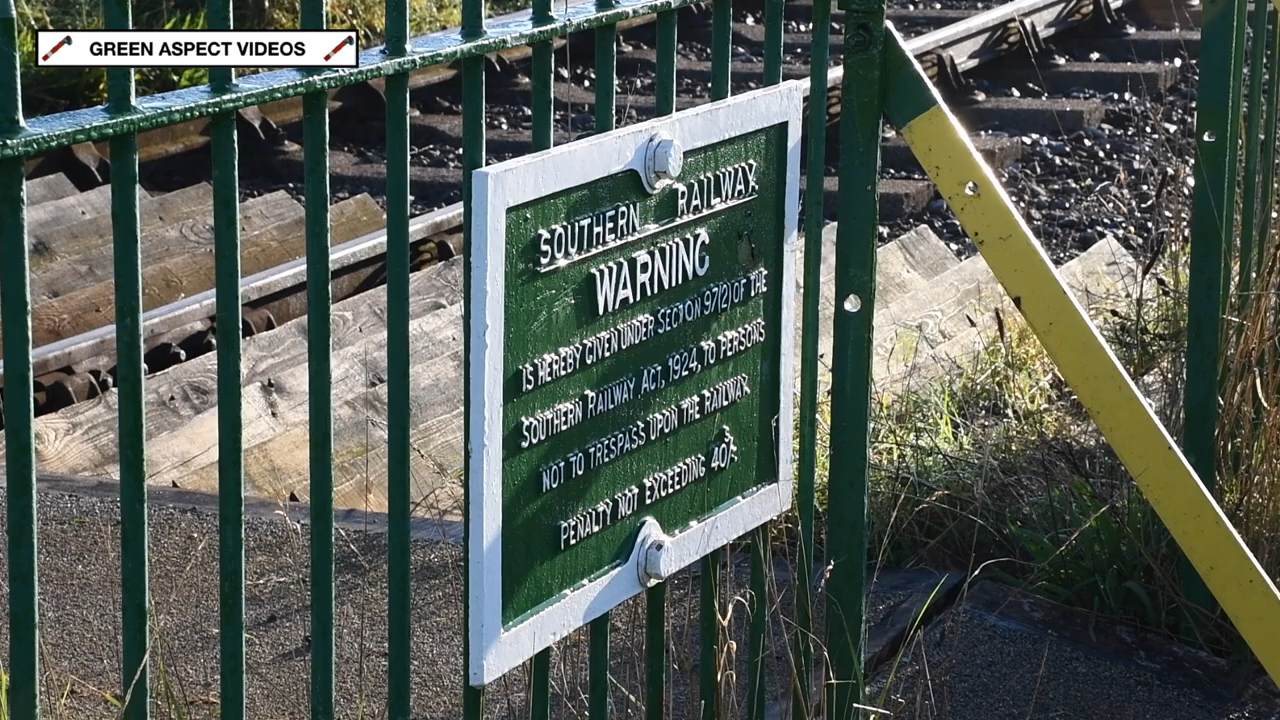 GREEN ASPECT VIDEOS
SOUTHERN RAILWAY
WARNING
IS HEREBY GIVEN UNDER SECTION 97(2) OF THE
SOUTHERN RAILWAY ACT, 1924, TO PERSONS
NOT TO TRESPASS UPON THE RAILWAY
PENALTY NOT EXCEEDING 40/-